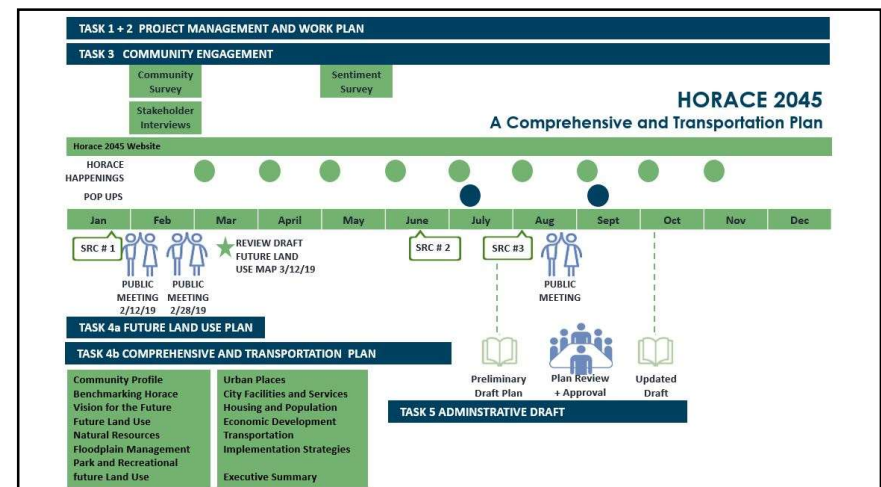 TASK 1 + 2 PROJECT MANAGEMENT AND WORK PLAN
TASK 3 COMMUNITY ENGAGEMENT
Community
Survey
Sentiment
Survey
Stakeholder
Interviews
HORACE 2045
A Comprehensive and Transportation Plan
Horace 2045 Website
HORACE
HAPPENINGS
POP UPS
Jan Feb Mar April May June July Aug Sept Oct Nov Dec
SRC # 1
SRC # 2
SRC #3
REVIEW DRAFT
FUTURE LAND
USE MAP 3/12/19
PUBLIC
MEETING
2/12/19
PUBLIC
MEETING
2/28/19
PUBLIC
MEETING
TASK 4a FUTURE LAND USE PLAN
TASK 4b COMPREHENSIVE AND TRANSPORTATION PLAN
Preliminary
Draft Plan
Plan Review
+ Approval
Updated
Draft
TASK 5 ADMINSTRATIVE DRAFT
Community Profile
Benchmarking Horace
Vision for the Future
Future Land Use
Natural Resources
Floodplain Management
Park and Recreational
future Land Use
Urban Places
City Facilities and Services
Housing and Population
Economic Development
Transportation
Implementation Strategies
Executive Summary